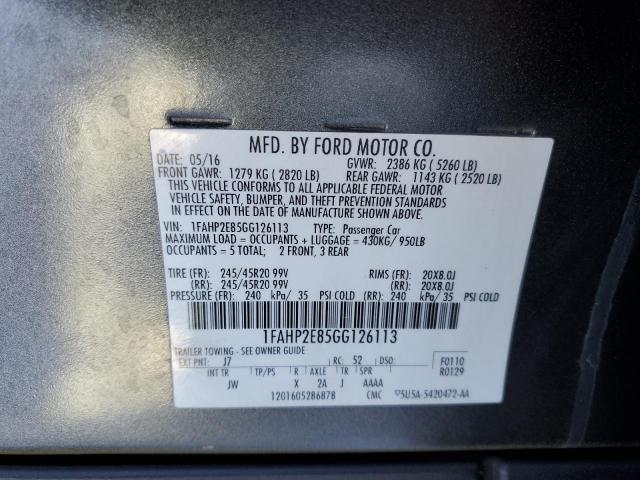 MFD. BY FORD MOTOR CO.
DATE: 05/16 GVWR: 2386 KG ( 5260 LB)
FRONT GAWR: 1279 KG ( 2820 LB) REAR GAWR: 1143 KG ( 2520 LB)
THIS VEHICLE CONFORMS TO ALL APPLICABLE FEDERAL MOTOR
VEHICLE SAFETY, BUMPER, AND THEFT PREVENTION STANDARDS
IN EFFECT ON THE DATE OF MANUFACTURE SHOWN ABOVE.
VIN: 1FAHP2E85GG126113 TYPE: Passenger Car
MAXIMUM LOAD = OCCUPANTS + LUGGAGE = 430KG/ 950LB
OCCUPANTS = 5 TOTAL; 2 FRONT, 3 REAR
TIRE (FR): 245/45R20 99V RIMS (FR): 20X8.0J
(RR): 245/45R20 99V (RR): 20X8.0J
PRESSURE (FR): 240 kPa/ 35 PSI COLD (RR): 240 kPa/ 35 PSI COLD
1FAHP2E85GG126113
TRAILER TOWING - SEE OWNER GUIDE
EXT PNT: J7 RC: 52 DSO: F0110
INT TR TP/PS R AXLE TR SPR R0129
JW X 2A J AAAA
1201605286878 CMC 5U5A-5420472-AA